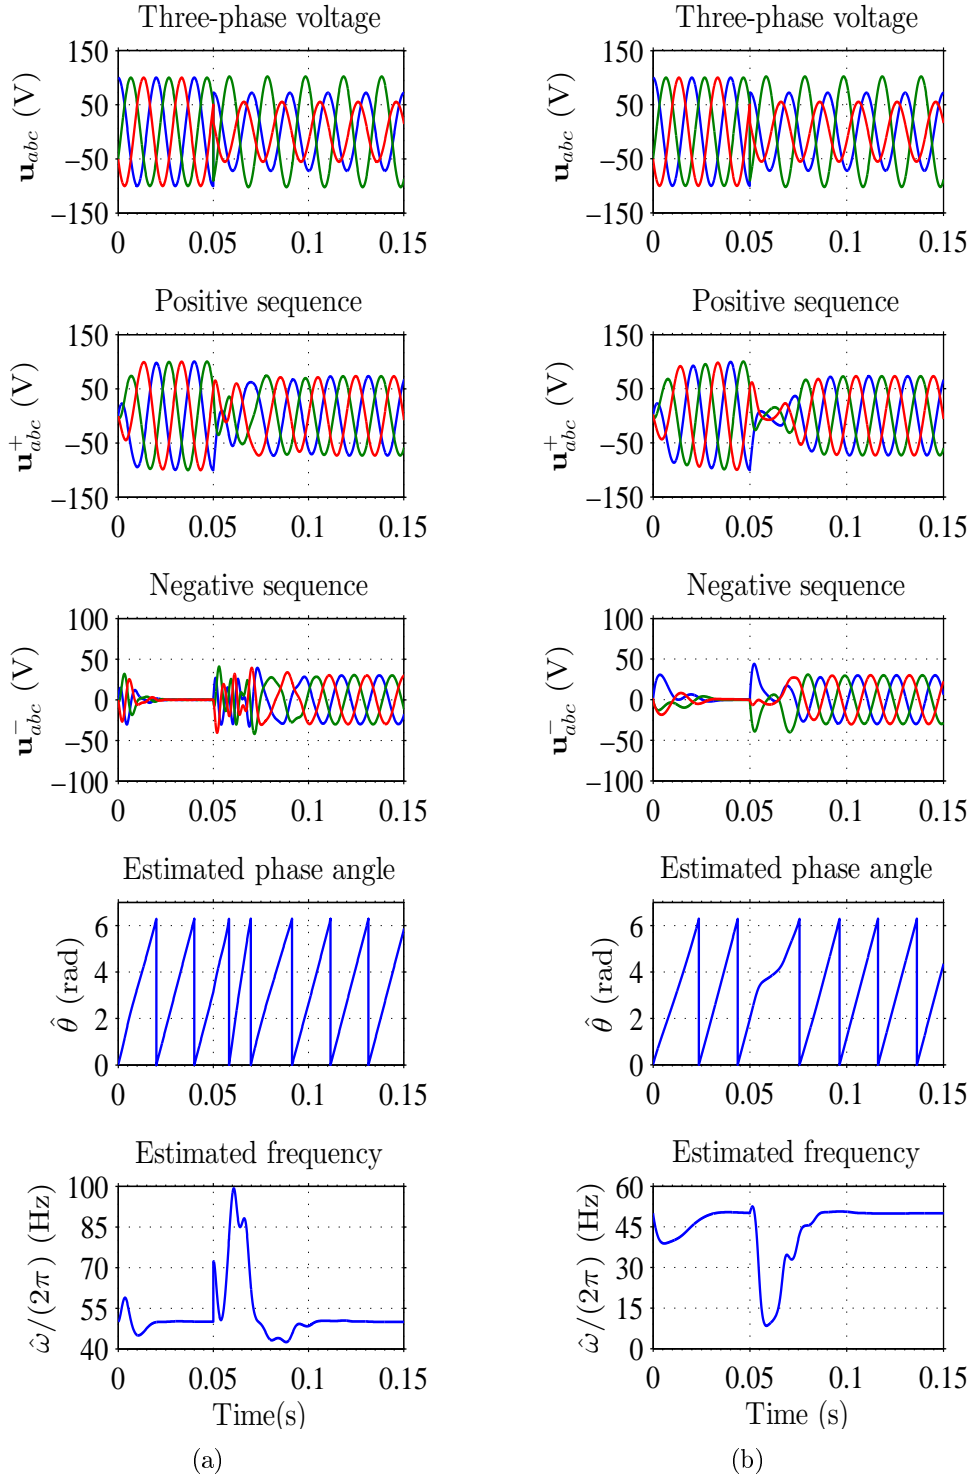 Three-phase voltage
150
50
−50
−150
u_abc (V)
0 0.05 0.1 0.15
Positive sequence
150
50
−50
−150
u⁺_abc (V)
0 0.05 0.1 0.15
Negative sequence
100
50
0
−50
−100
u⁻_abc (V)
0 0.05 0.1 0.15
Estimated phase angle
6
4
2
0
θ̂ (rad)
0 0.05 0.1 0.15
Estimated frequency
100
85
70
55
40
ω̂/(2π) (Hz)
0 0.05 0.1 0.15
Time(s)
(a)
Three-phase voltage
150
50
−50
−150
u_abc (V)
0 0.05 0.1 0.15
Positive sequence
150
50
−50
−150
u⁺_abc (V)
0 0.05 0.1 0.15
Negative sequence
100
50
0
−50
−100
u⁻_abc (V)
0 0.05 0.1 0.15
Estimated phase angle
6
4
2
0
θ̂ (rad)
0 0.05 0.1 0.15
Estimated frequency
60
45
30
15
0
ω̂/(2π) (Hz)
0 0.05 0.1 0.15
Time (s)
(b)